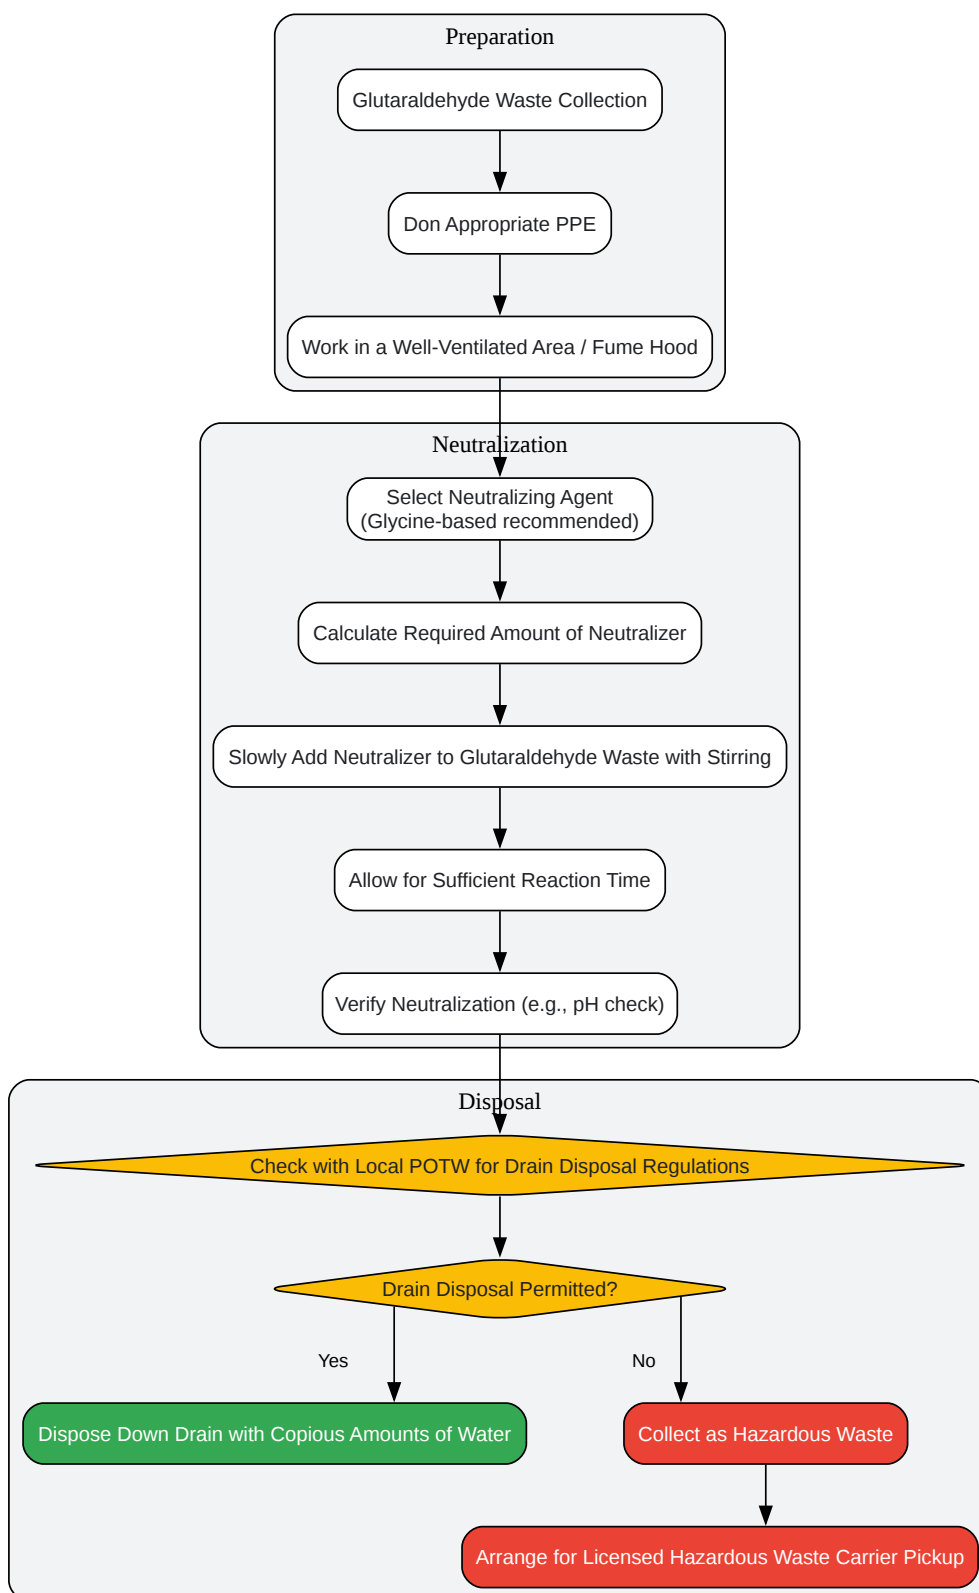 Preparation
Glutaraldehyde Waste Collection
Don Appropriate PPE
Work in a Well-Ventilated Area / Fume Hood
Neutralization
Select Neutralizing Agent
(Glycine-based recommended)
Calculate Required Amount of Neutralizer
Slowly Add Neutralizer to Glutaraldehyde Waste with Stirring
Allow for Sufficient Reaction Time
Verify Neutralization (e.g., pH check)
Disposal
Check with Local POTW for Drain Disposal Regulations
Drain Disposal Permitted?
Yes
No
Dispose Down Drain with Copious Amounts of Water
Collect as Hazardous Waste
Arrange for Licensed Hazardous Waste Carrier Pickup